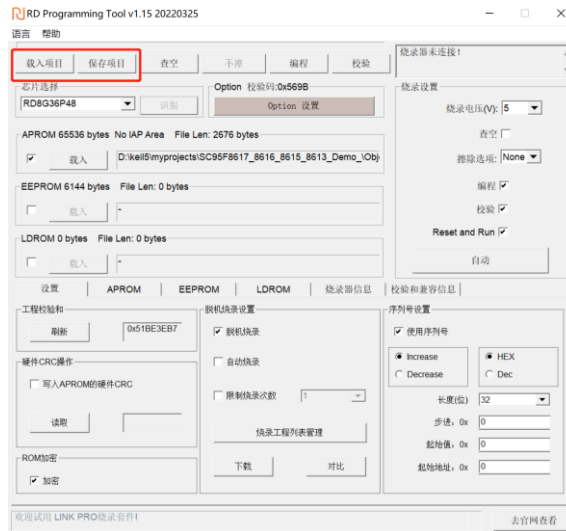 RD Programming Tool v1.15 20220325
语言 帮助
载入项目 保存项目 查空 不擦 编程 校验
烧录器未连接!
芯片选择
RD8G36P48 识别
Option 校验码:0x569B
Option 设置
烧录设置
烧录电压(V): 5
查空
擦除选项: None
编程
校验
Reset and Run
自动
APROM 65536 bytes No IAP Area File Len: 2676 bytes
载入 D:\keil5\myprojects\SC95F8617_8616_8615_8613_Demo_\Obj
EEPROM 6144 bytes File Len: 0 bytes
载入 -
LDROM 0 bytes File Len: 0 bytes
载入 -
设置 APROM EEPROM LDROM 烧录器信息 校验和兼容信息
工程校验和
刷新 0x51BE3EB7
硬件CRC操作
写入APROM的硬件CRC
读取
ROM加密
加密
脱机烧录设置
脱机烧录
自动烧录
限制烧录次数 1
烧录工程列表管理
下载 对比
序列号设置
使用序列号
Increase HEX
Decrease Dec
长度(位) 32
步进, 0x 0
起始值, 0x 0
起始地址, 0x 0
欢迎试用 LINK PRO烧录套件!
去官网查看